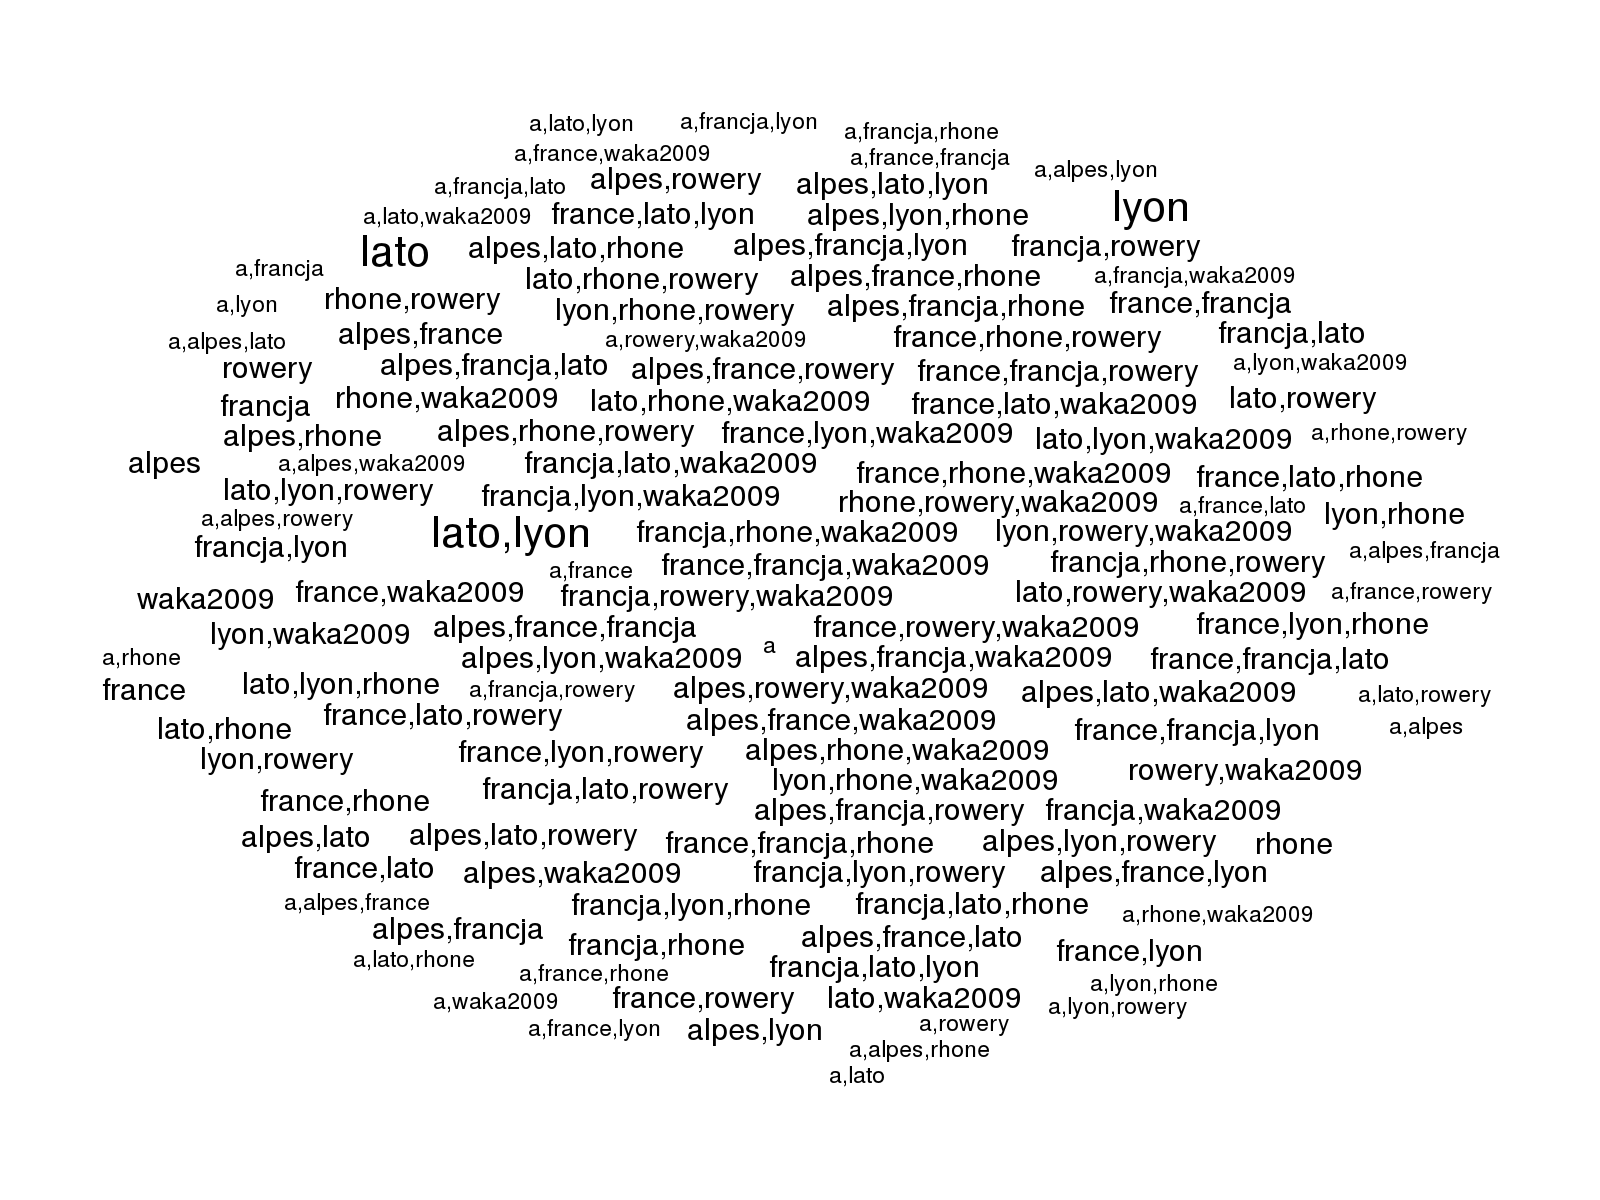 a,lato,lyon a,francja,lyon a,francja,rhone
a,france,waka2009 a,france,francja
a,francja,lato alpes,rowery alpes,lato,lyon a,alpes,lyon
a,lato,waka2009 france,lato,lyon alpes,lyon,rhone lyon
lato alpes,lato,rhone alpes,francja,lyon francja,rowery
a,francja lato,rhone,rowery alpes,france,rhone a,francja,waka2009
a,lyon rhone,rowery lyon,rhone,rowery alpes,francja,rhone france,francja
a,alpes,lato alpes,france a,rowery,waka2009 france,rhone,rowery francja,lato
rowery alpes,francja,lato alpes,france,rowery france,francja,rowery a,lyon,waka2009
francja rhone,waka2009 lato,rhone,waka2009 france,lato,waka2009 lato,rowery
alpes,rhone alpes,rhone,rowery france,lyon,waka2009 lato,lyon,waka2009 a,rhone,rowery
alpes a,alpes,waka2009 francja,lato,waka2009 france,rhone,waka2009 france,lato,rhone
lato,lyon,rowery francja,lyon,waka2009 rhone,rowery,waka2009 a,france,lato lyon,rhone
a,alpes,rowery lato,lyon francja,rhone,waka2009 lyon,rowery,waka2009
francja,lyon a,france france,francja,waka2009 francja,rhone,rowery a,alpes,francja
waka2009 france,waka2009 francja,rowery,waka2009 lato,rowery,waka2009 a,france,rowery
lyon,waka2009 alpes,france,francja france,rowery,waka2009 france,lyon,rhone
a,rhone alpes,lyon,waka2009 a alpes,francja,waka2009 france,francja,lato
france lato,lyon,rhone a,francja,rowery alpes,rowery,waka2009 alpes,lato,waka2009 a,lato,rowery
lato,rhone france,lato,rowery alpes,france,waka2009 france,francja,lyon a,alpes
lyon,rowery france,lyon,rowery alpes,rhone,waka2009 rowery,waka2009
france,rhone francja,lato,rowery lyon,rhone,waka2009
alpes,francja,rowery francja,waka2009
alpes,lato alpes,lato,rowery france,francja,rhone alpes,lyon,rowery rhone
france,lato alpes,waka2009 francja,lyon,rowery alpes,france,lyon
a,alpes,france francja,lyon,rhone francja,lato,rhone a,rhone,waka2009
alpes,francja francja,rhone alpes,france,lato france,lyon
a,lato,rhone a,france,rhone francja,lato,lyon a,lyon,rhone
a,waka2009 france,rowery lato,waka2009 a,lyon,rowery
a,france,lyon alpes,lyon a,rowery
a,alpes,rhone
a,lato